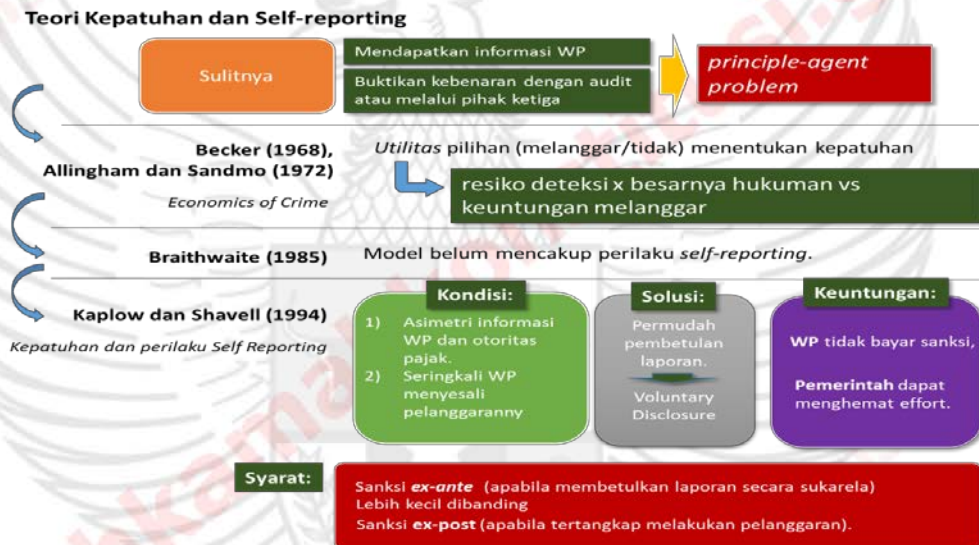 Teori Kepatuhan dan Self-reporting
Sulitnya
Mendapatkan informasi WP
Buktikan kebenaran dengan audit
atau melalui pihak ketiga
principle-agent
problem
Becker (1968),
Allingham dan Sandmo (1972)
Economics of Crime
Utilitas pilihan (melanggar/tidak) menentukan kepatuhan
resiko deteksi x besarnya hukuman vs
keuntungan melanggar
Braithwaite (1985)
Model belum mencakup perilaku self-reporting.
Kaplow dan Shavell (1994)
Kepatuhan dan perilaku Self Reporting
Kondisi:
1) Asimetri informasi
WP dan otoritas
pajak.
2) Seringkali WP
menyesali
pelanggaranny
Solusi:
Permudah
pembetulan
laporan.
Voluntary
Disclosure
Keuntungan:
WP tidak bayar sanksi,
Pemerintah dapat
menghemat effort.
Syarat:
Sanksi ex-ante (apabila membetulkan laporan secara sukarela)
Lebih kecil dibanding
Sanksi ex-post (apabila tertangkap melakukan pelanggaran).